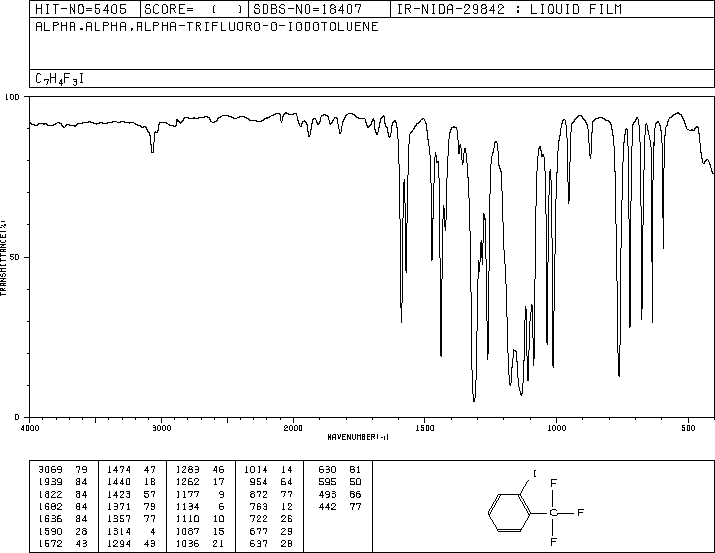 HIT-NO=5405 SCORE= ( ) SDBS-NO=18407 IR-NIDA-29842 : LIQUID FILM
ALPHA,ALPHA,ALPHA-TRIFLUORO-O-IODOTOLUENE
C7H4F3I
100
50
0
TRANSMITTANCE(%)
4000 3000 2000 1500 1000 500
WAVENUMBER(-1)
3069 79 1474 47 1283 46 1014 14 630 81
1939 84 1440 18 1262 17 954 64 595 50
1822 84 1423 57 1177 9 872 77 493 86
1682 84 1371 79 1134 6 763 12 442 77
1636 84 1357 77 1110 10 722 26
1590 28 1314 4 1087 15 677 29
1572 43 1294 43 1036 21 637 28
I
F
C F
F